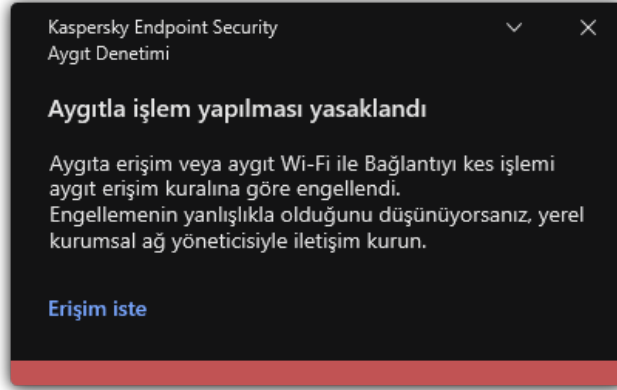 Kaspersky Endpoint Security
Aygıt Denetimi
Aygıtla işlem yapılması yasaklandı
Aygıta erişim veya aygıt Wi-Fi ile Bağlantıyı kes işlemi
aygıt erişim kuralına göre engellendi.
Engellemenin yanlışlıkla olduğunu düşünüyorsanız, yerel
kurumsal ağ yöneticisiyle iletişim kurun.
Erişim iste